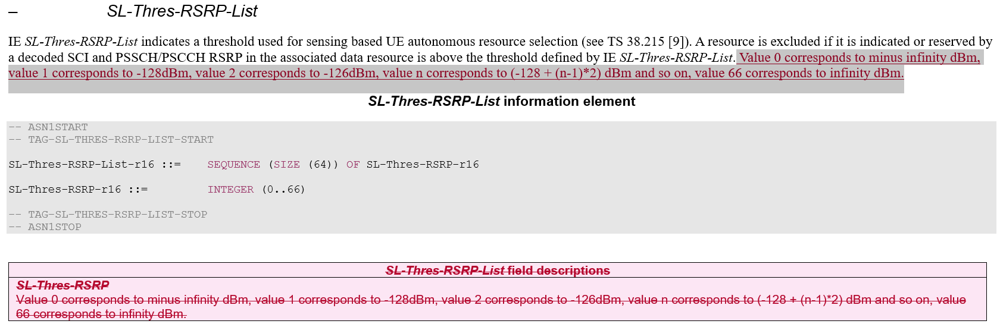 – SL-Thres-RSRP-List
IE SL-Thres-RSRP-List indicates a threshold used for sensing based UE autonomous resource selection (see TS 38.215 [9]). A resource is excluded if it is indicated or reserved by
a decoded SCI and PSSCH/PSCCH RSRP in the associated data resource is above the threshold defined by IE SL-Thres-RSRP-List. Value 0 corresponds to minus infinity dBm,
value 1 corresponds to -128dBm, value 2 corresponds to -126dBm, value n corresponds to (-128 + (n-1)*2) dBm and so on, value 66 corresponds to infinity dBm.
SL-Thres-RSRP-List information element
-- ASN1START
-- TAG-SL-THRES-RSRP-LIST-START
SL-Thres-RSRP-List-r16 ::= SEQUENCE (SIZE (64)) OF SL-Thres-RSRP-r16
SL-Thres-RSRP-r16 ::= INTEGER (0..66)
-- TAG-SL-THRES-RSRP-LIST-STOP
-- ASN1STOP
SL-Thres-RSRP-List field descriptions
SL-Thres-RSRP
Value 0 corresponds to minus infinity dBm, value 1 corresponds to -128dBm, value 2 corresponds to -126dBm, value n corresponds to (-128 + (n-1)*2) dBm and so on, value
66 corresponds to infinity dBm.